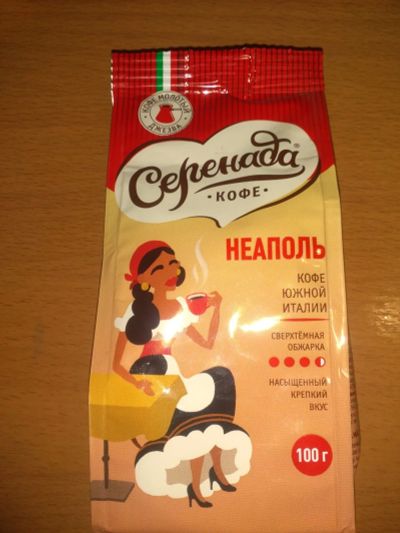 КОФЕ МОЛОТЫЙ
ДЖЕЗВА
Серенада®
• КОФЕ •
НЕАПОЛЬ
КОФЕ
ЮЖНОЙ
ИТАЛИИ
СВЕРХТЁМНАЯ
ОБЖАРКА
НАСЫЩЕННЫЙ
КРЕПКИЙ
ВКУС
100 г